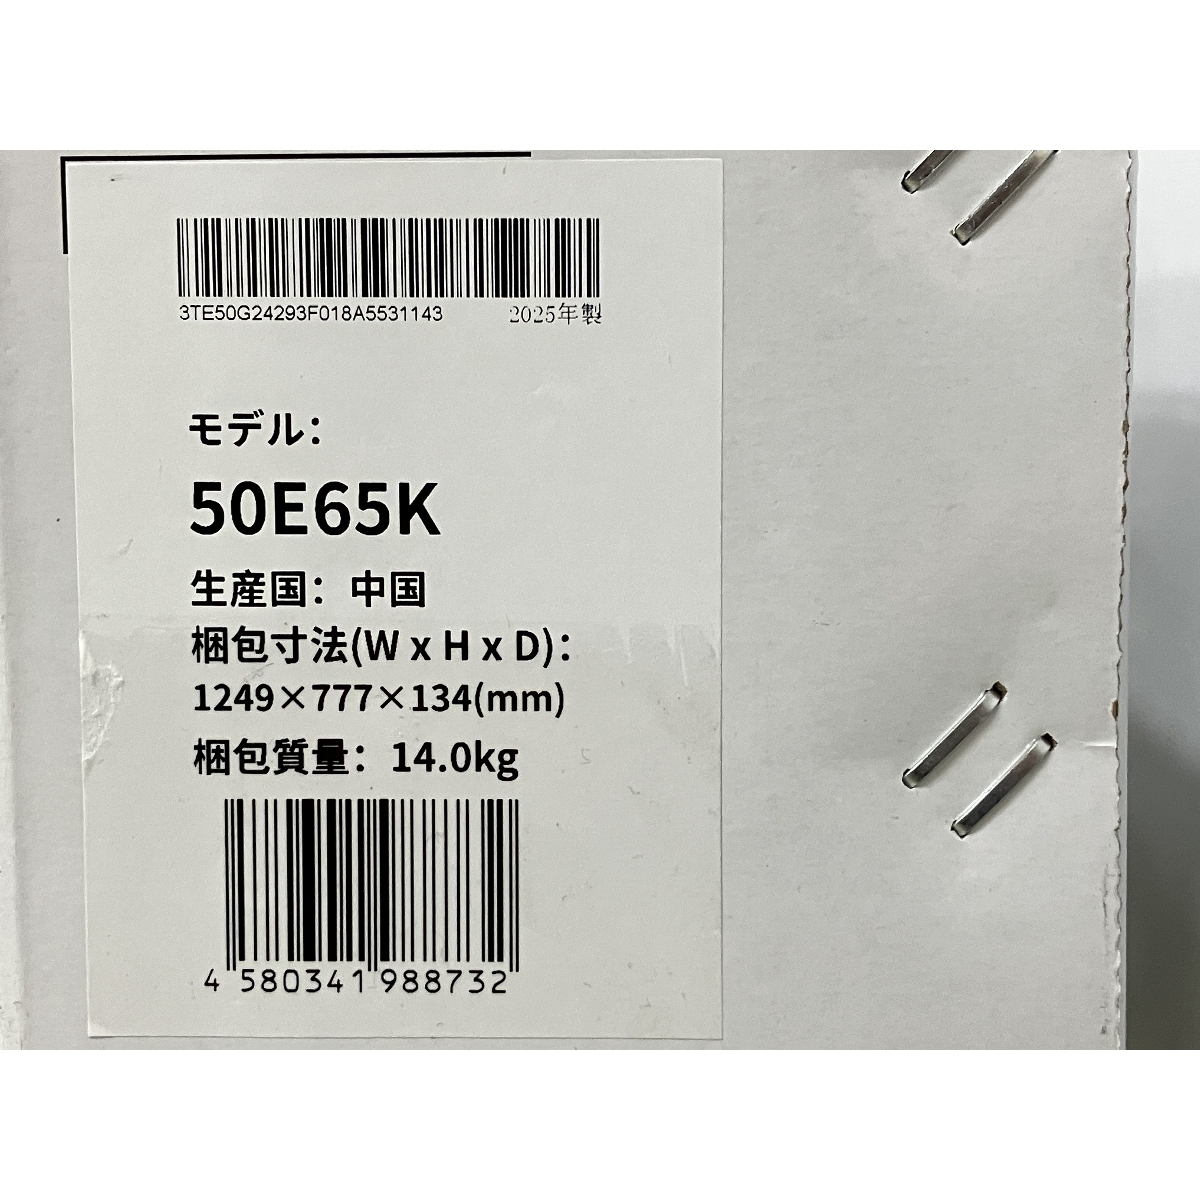 3TE50G24293F018A5531143 2025年製
モデル：
50E65K
生産国：中国
梱包寸法(W x H x D)：
1249×777×134(mm)
梱包質量：14.0kg
4 580341 988732